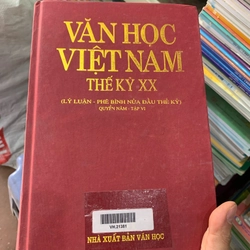 VĂN HỌC
VIỆT NAM
THẾ KỶ XX
(LÝ LUẬN - PHÊ BÌNH NỬA ĐẦU THẾ KỶ)
QUYỂN NĂM - TẬP VI
VN.21281
NHÀ XUẤT BẢN VĂN HỌC